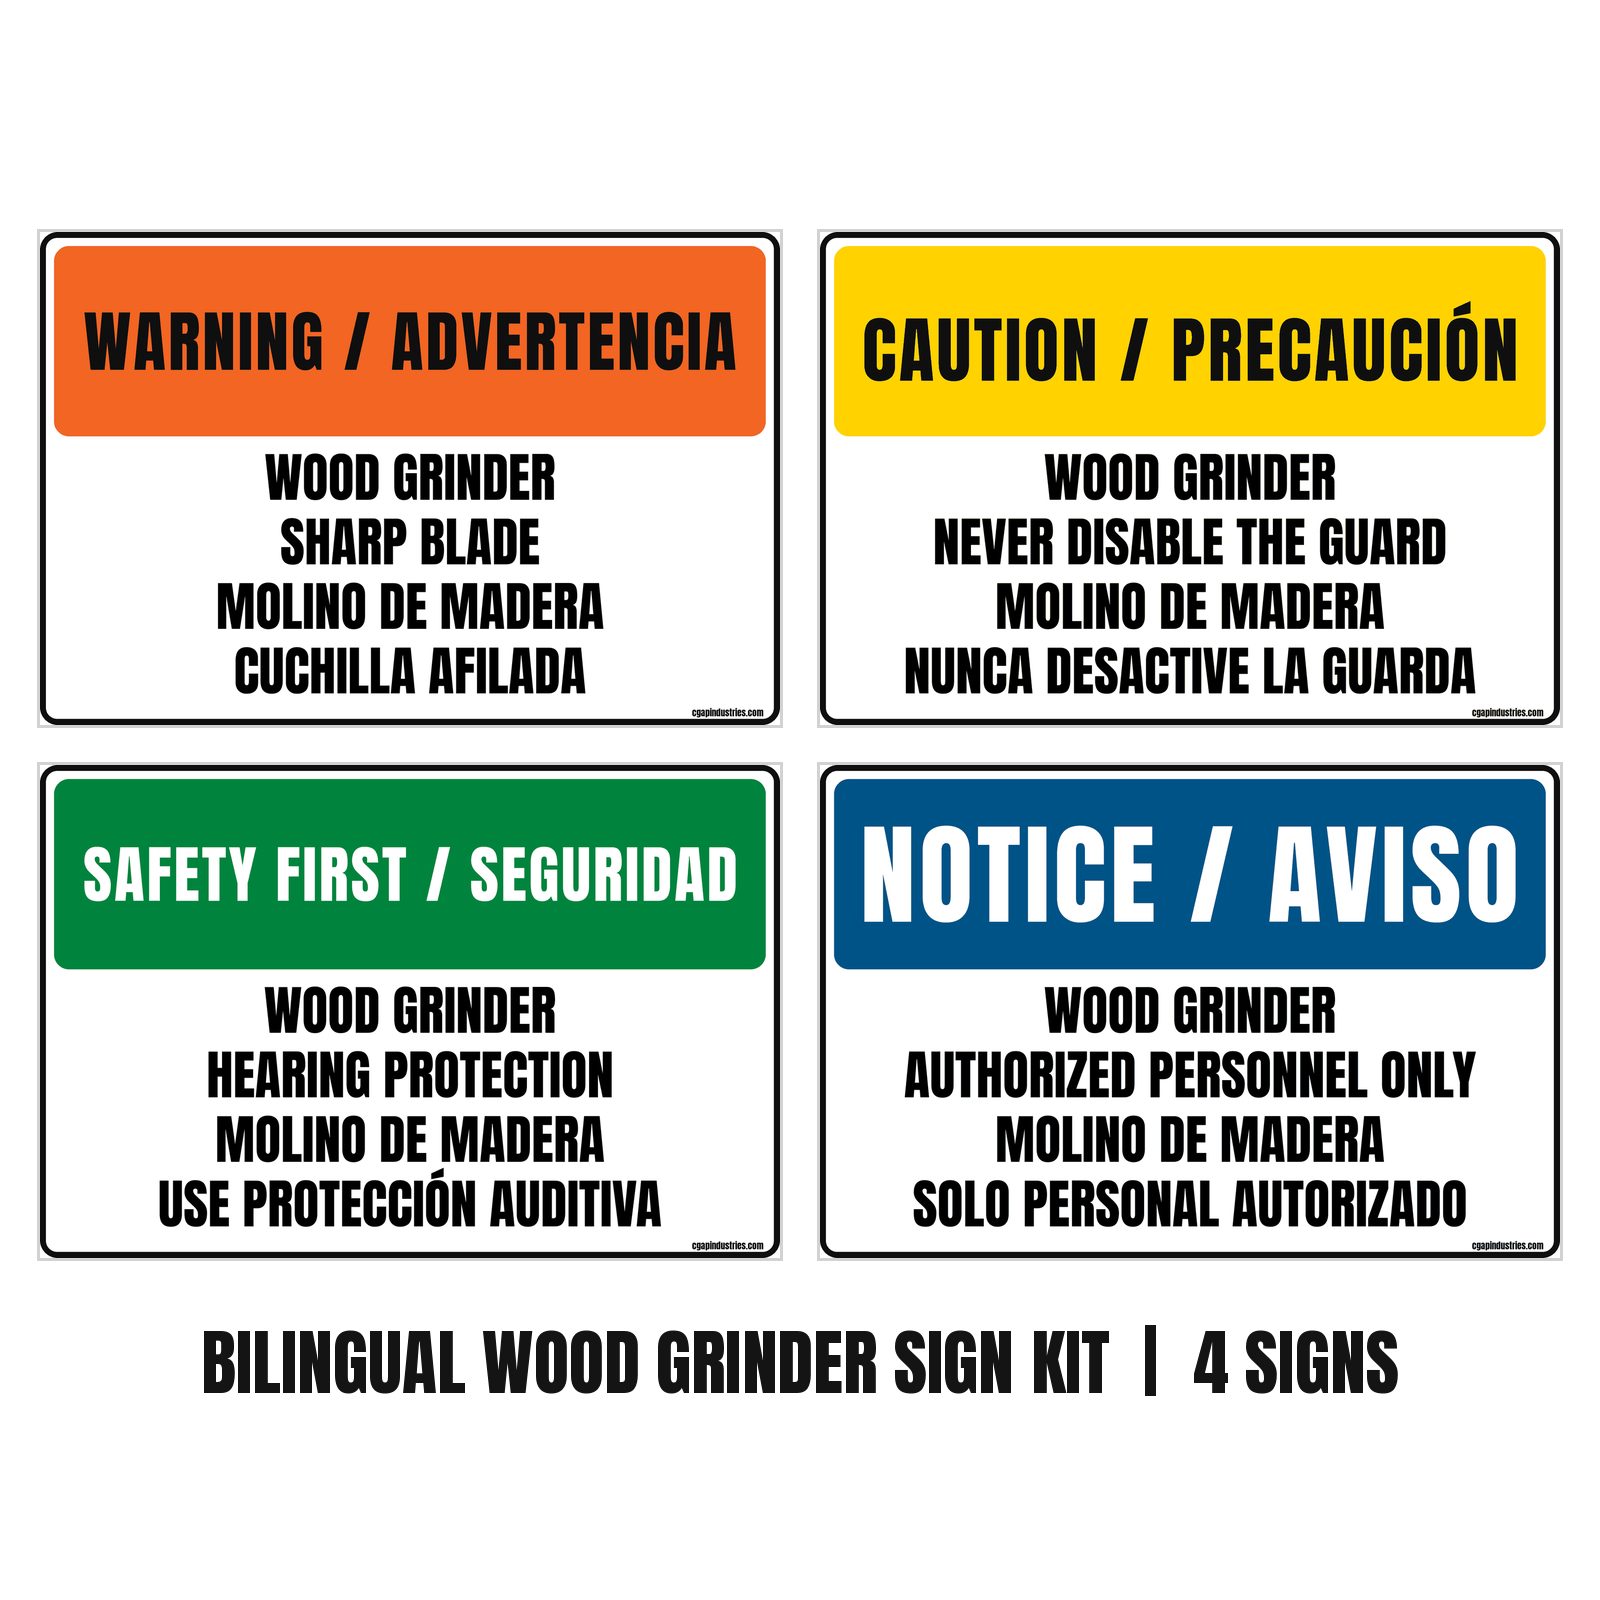 WARNING / ADVERTENCIA
WOOD GRINDER
SHARP BLADE
MOLINO DE MADERA
CUCHILLA AFILADA
cgapindustries.com
CAUTION / PRECAUCIÓN
WOOD GRINDER
NEVER DISABLE THE GUARD
MOLINO DE MADERA
NUNCA DESACTIVE LA GUARDA
cgapindustries.com
SAFETY FIRST / SEGURIDAD
WOOD GRINDER
HEARING PROTECTION
MOLINO DE MADERA
USE PROTECCIÓN AUDITIVA
cgapindustries.com
NOTICE / AVISO
WOOD GRINDER
AUTHORIZED PERSONNEL ONLY
MOLINO DE MADERA
SOLO PERSONAL AUTORIZADO
cgapindustries.com
BILINGUAL WOOD GRINDER SIGN KIT | 4 SIGNS